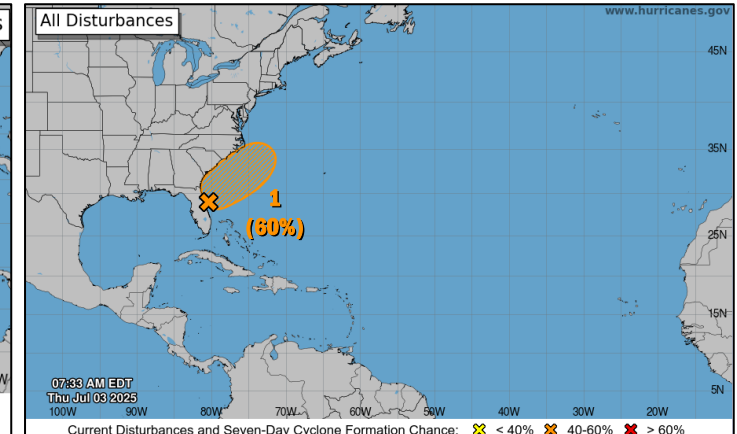 s
All Disturbances
www.hurricanes.gov
45N
35N
1
(60%)
25N
15N
07:33 AM EDT
Thu Jul 03 2025
5N
W
100W 90W 80W 70W 60W 50W 40W 30W 20W
Current Disturbances and Seven-Day Cyclone Formation Chance: < 40% 40-60% > 60%